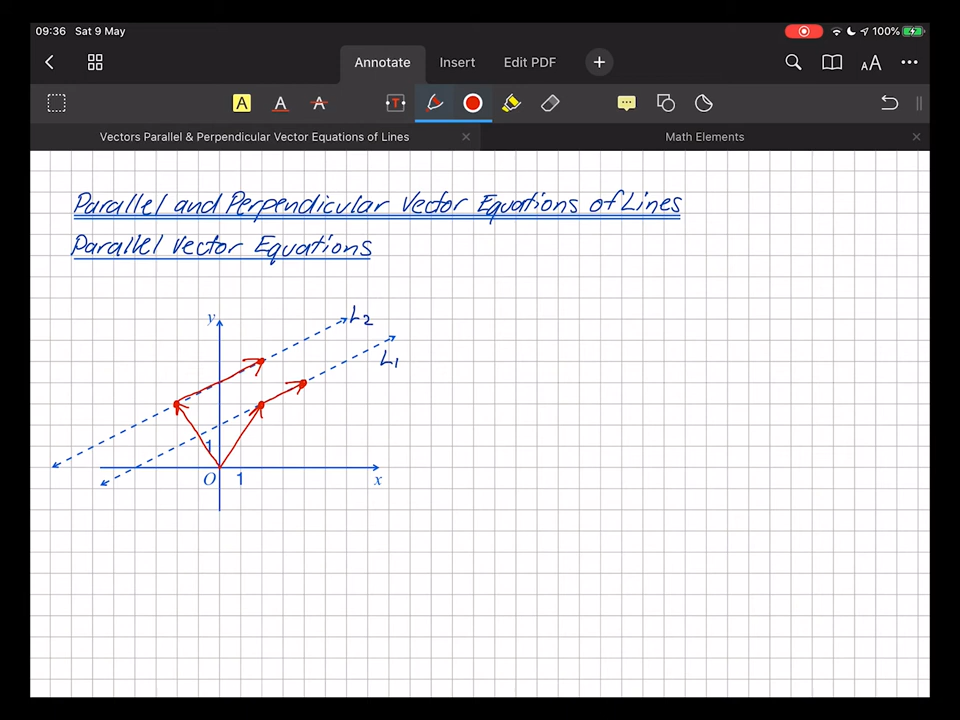 09:36 Sat 9 May 100%
Annotate Insert Edit PDF
A A A T AA
Vectors Parallel & Perpendicular Vector Equations of Lines Math Elements
Parallel and Perpendicular Vector Equations of Lines
Parallel Vector Equations
y L2
L1
1
O 1 x